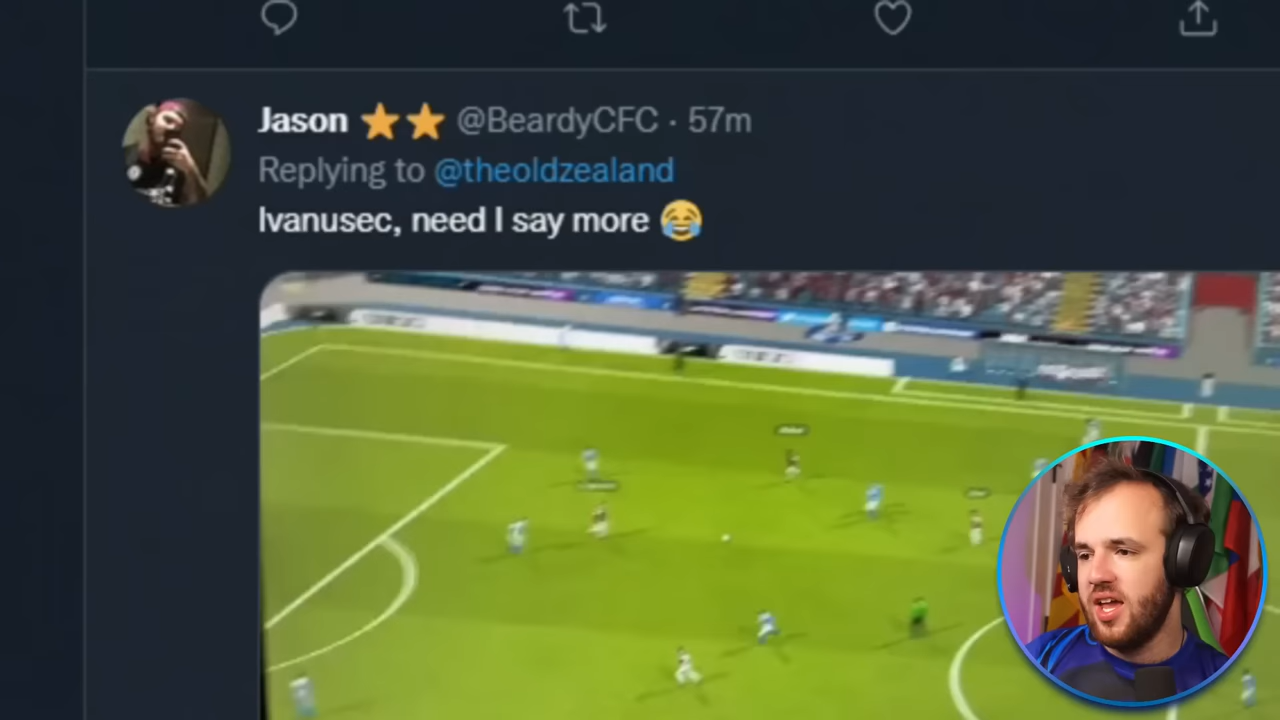 Jason ⭐⭐ @BeardyCFC · 57m
Replying to @theoldzealand
Ivanusec, need I say more 😂